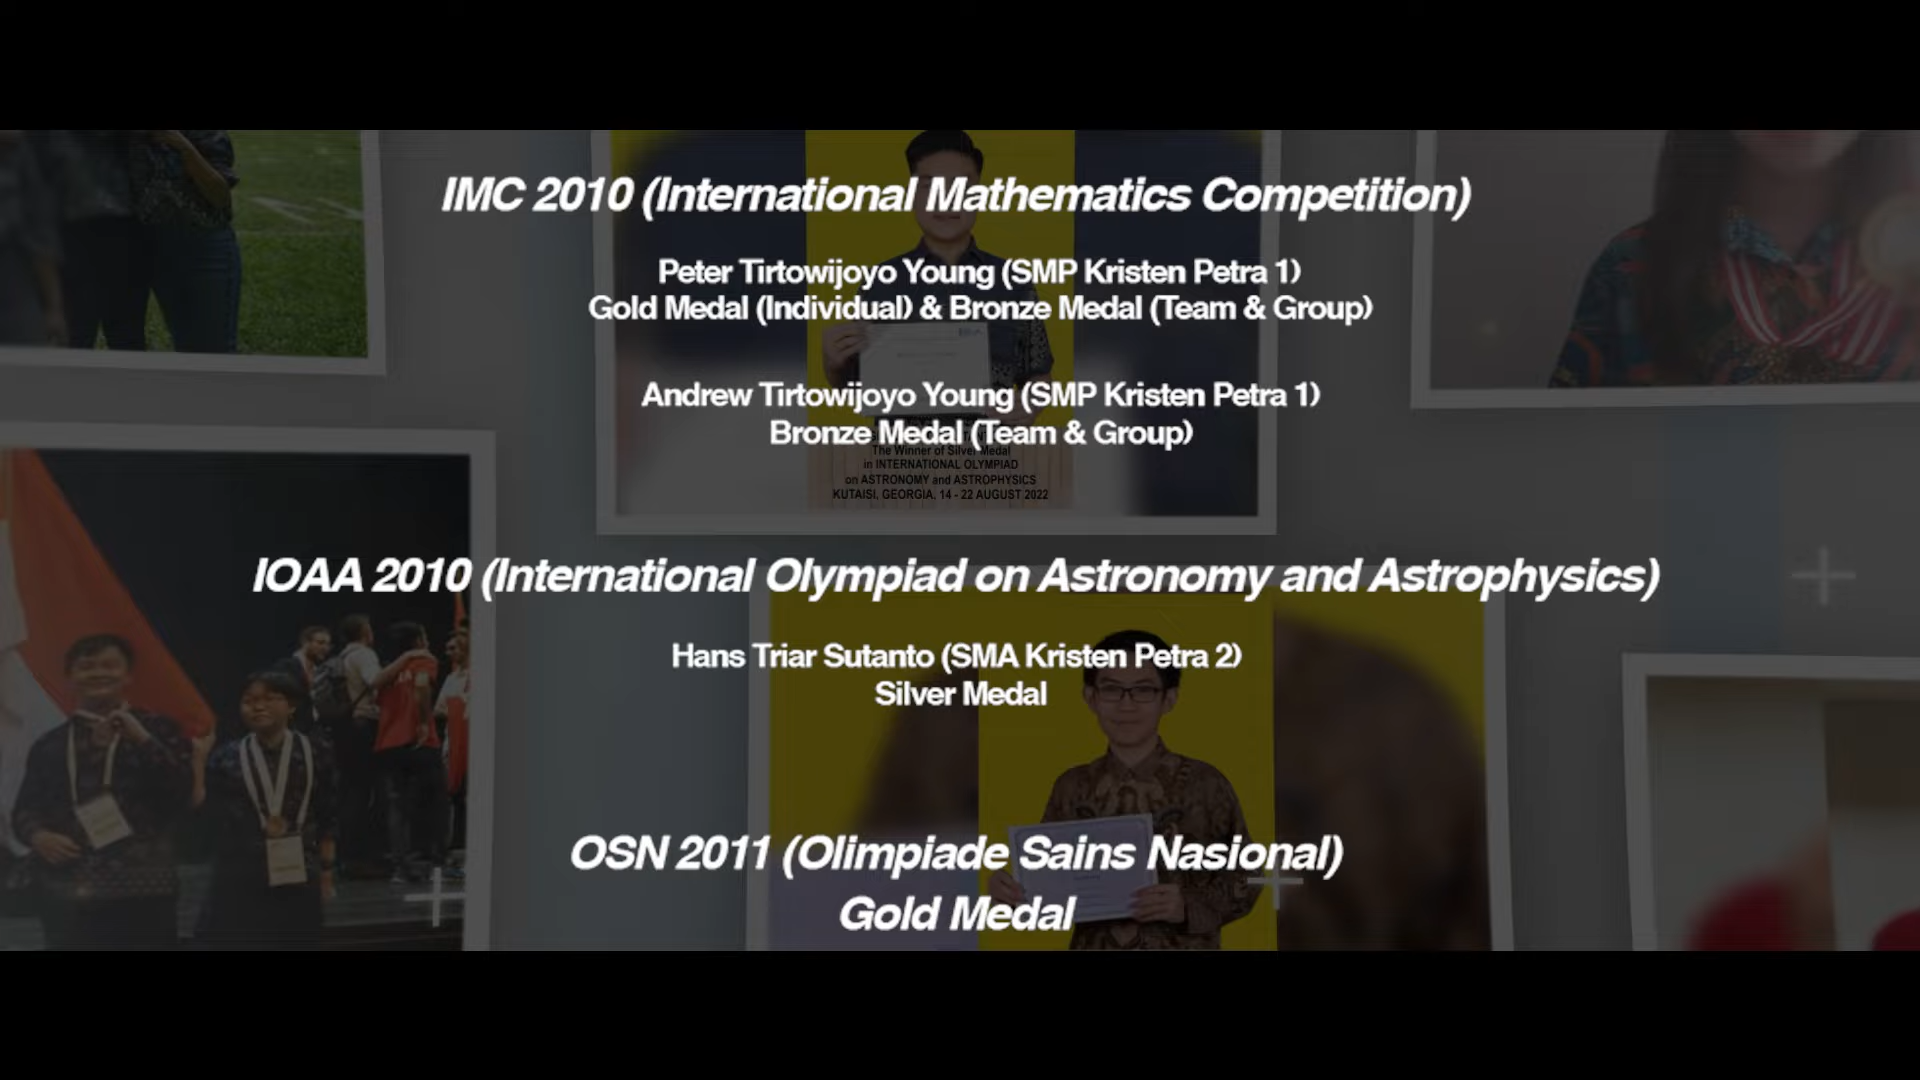 IMC 2010 (International Mathematics Competition)
Peter Tirtowijoyo Young (SMP Kristen Petra 1)
Gold Medal (Individual) & Bronze Medal (Team & Group)
Andrew Tirtowijoyo Young (SMP Kristen Petra 1)
Bronze Medal (Team & Group)
The Winner of Silver Medal
in INTERNATIONAL OLYMPIAD
on ASTRONOMY and ASTROPHYSICS
KUTAISI, GEORGIA, 14 - 22 AUGUST 2022
IOAA 2010 (International Olympiad on Astronomy and Astrophysics)
Hans Triar Sutanto (SMA Kristen Petra 2)
Silver Medal
OSN 2011 (Olimpiade Sains Nasional)
Gold Medal